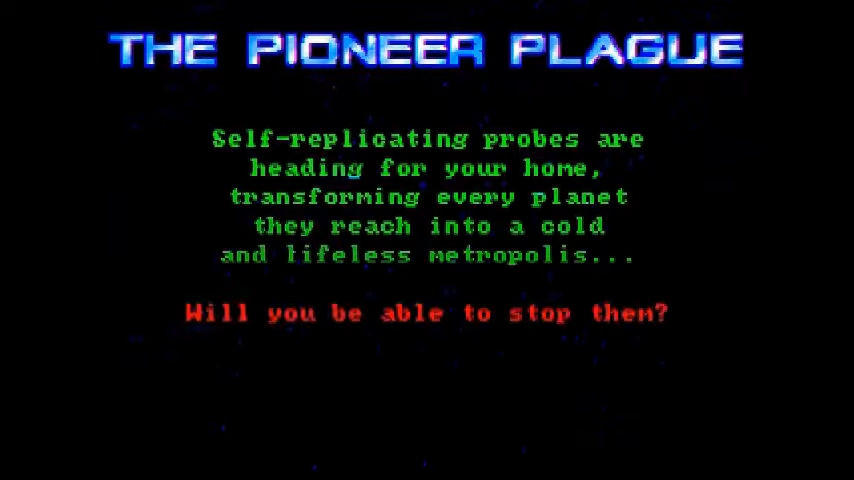 THE PIONEER PLAGUE
Self-replicating probes are
heading for your home,
transforming every planet
they reach into a cold
and lifeless metropolis...
Will you be able to stop them?